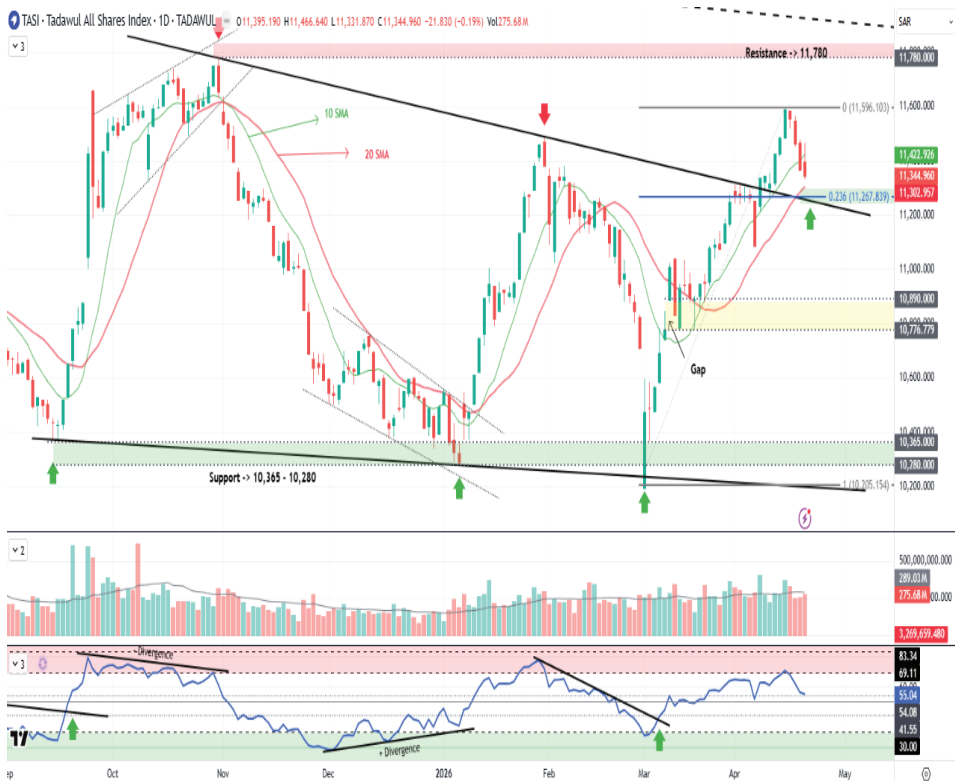 TASI · Tadawul All Shares Index · 1D · TADAWUL O11,395.190 H11,466.640 L11,331.870 C11,344.960 -21.830 (-0.19%) Vol275.68M
SAR
3
Resistance -> 11,780
11,780.000
11,600.000
0 (11,596.103)
10 SMA
20 SMA
11,422.926
11,344.960
11,302.957
0.236 (11,267.839)
11,200.000
11,000.000
10,890.000
10,776.779
Gap
10,600.000
10,400.000
10,365.000
10,280.000
Support -> 10,365 - 10,280
1 (10,205.154)
10,200.000
2
500,000,000.000
289.03M
275.68M
3,269,659.480
3
- Divergence
83.34
69.11
55.04
54.08
41.55
30.00
+ Divergence
Oct Nov Dec 2026 Feb Mar Apr May